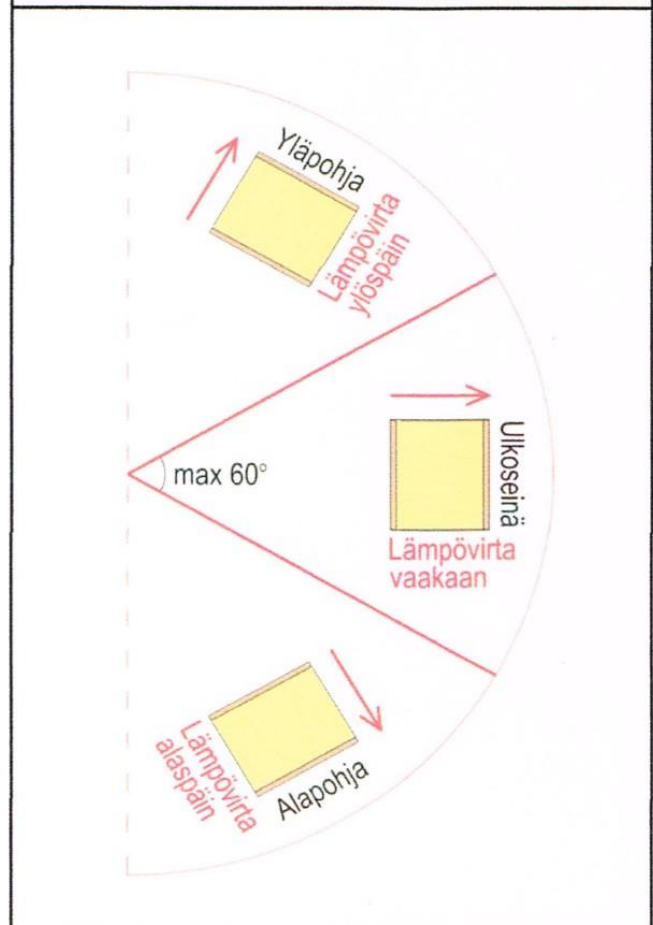 Yläpohja
Lämpövirta
ylöspäin
max 60°
Ulkoseinä
Lämpövirta
vaakaan
Lämpövirta
alaspäin
Alapohja